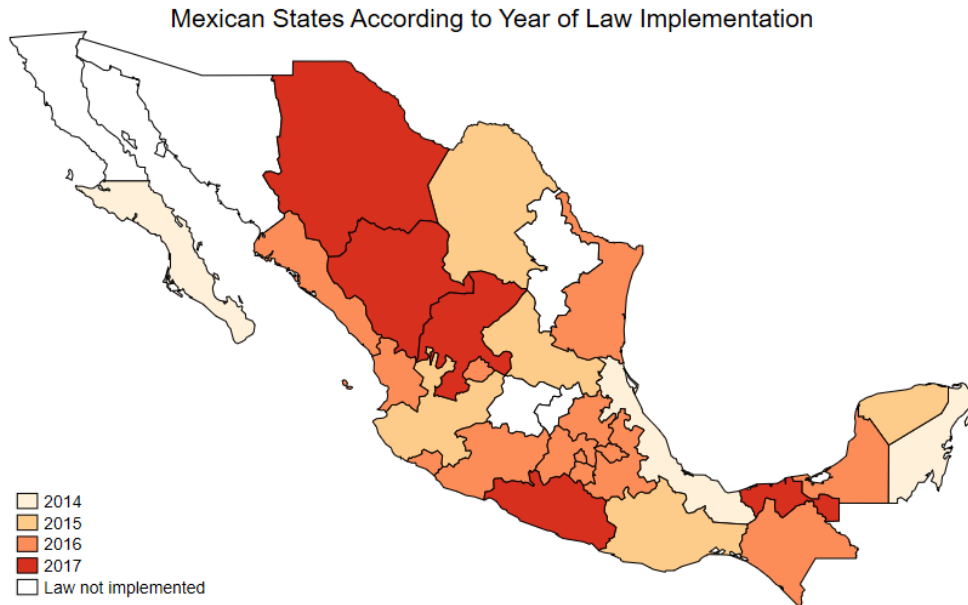 Mexican States According to Year of Law Implementation
2014
2015
2016
2017
Law not implemented